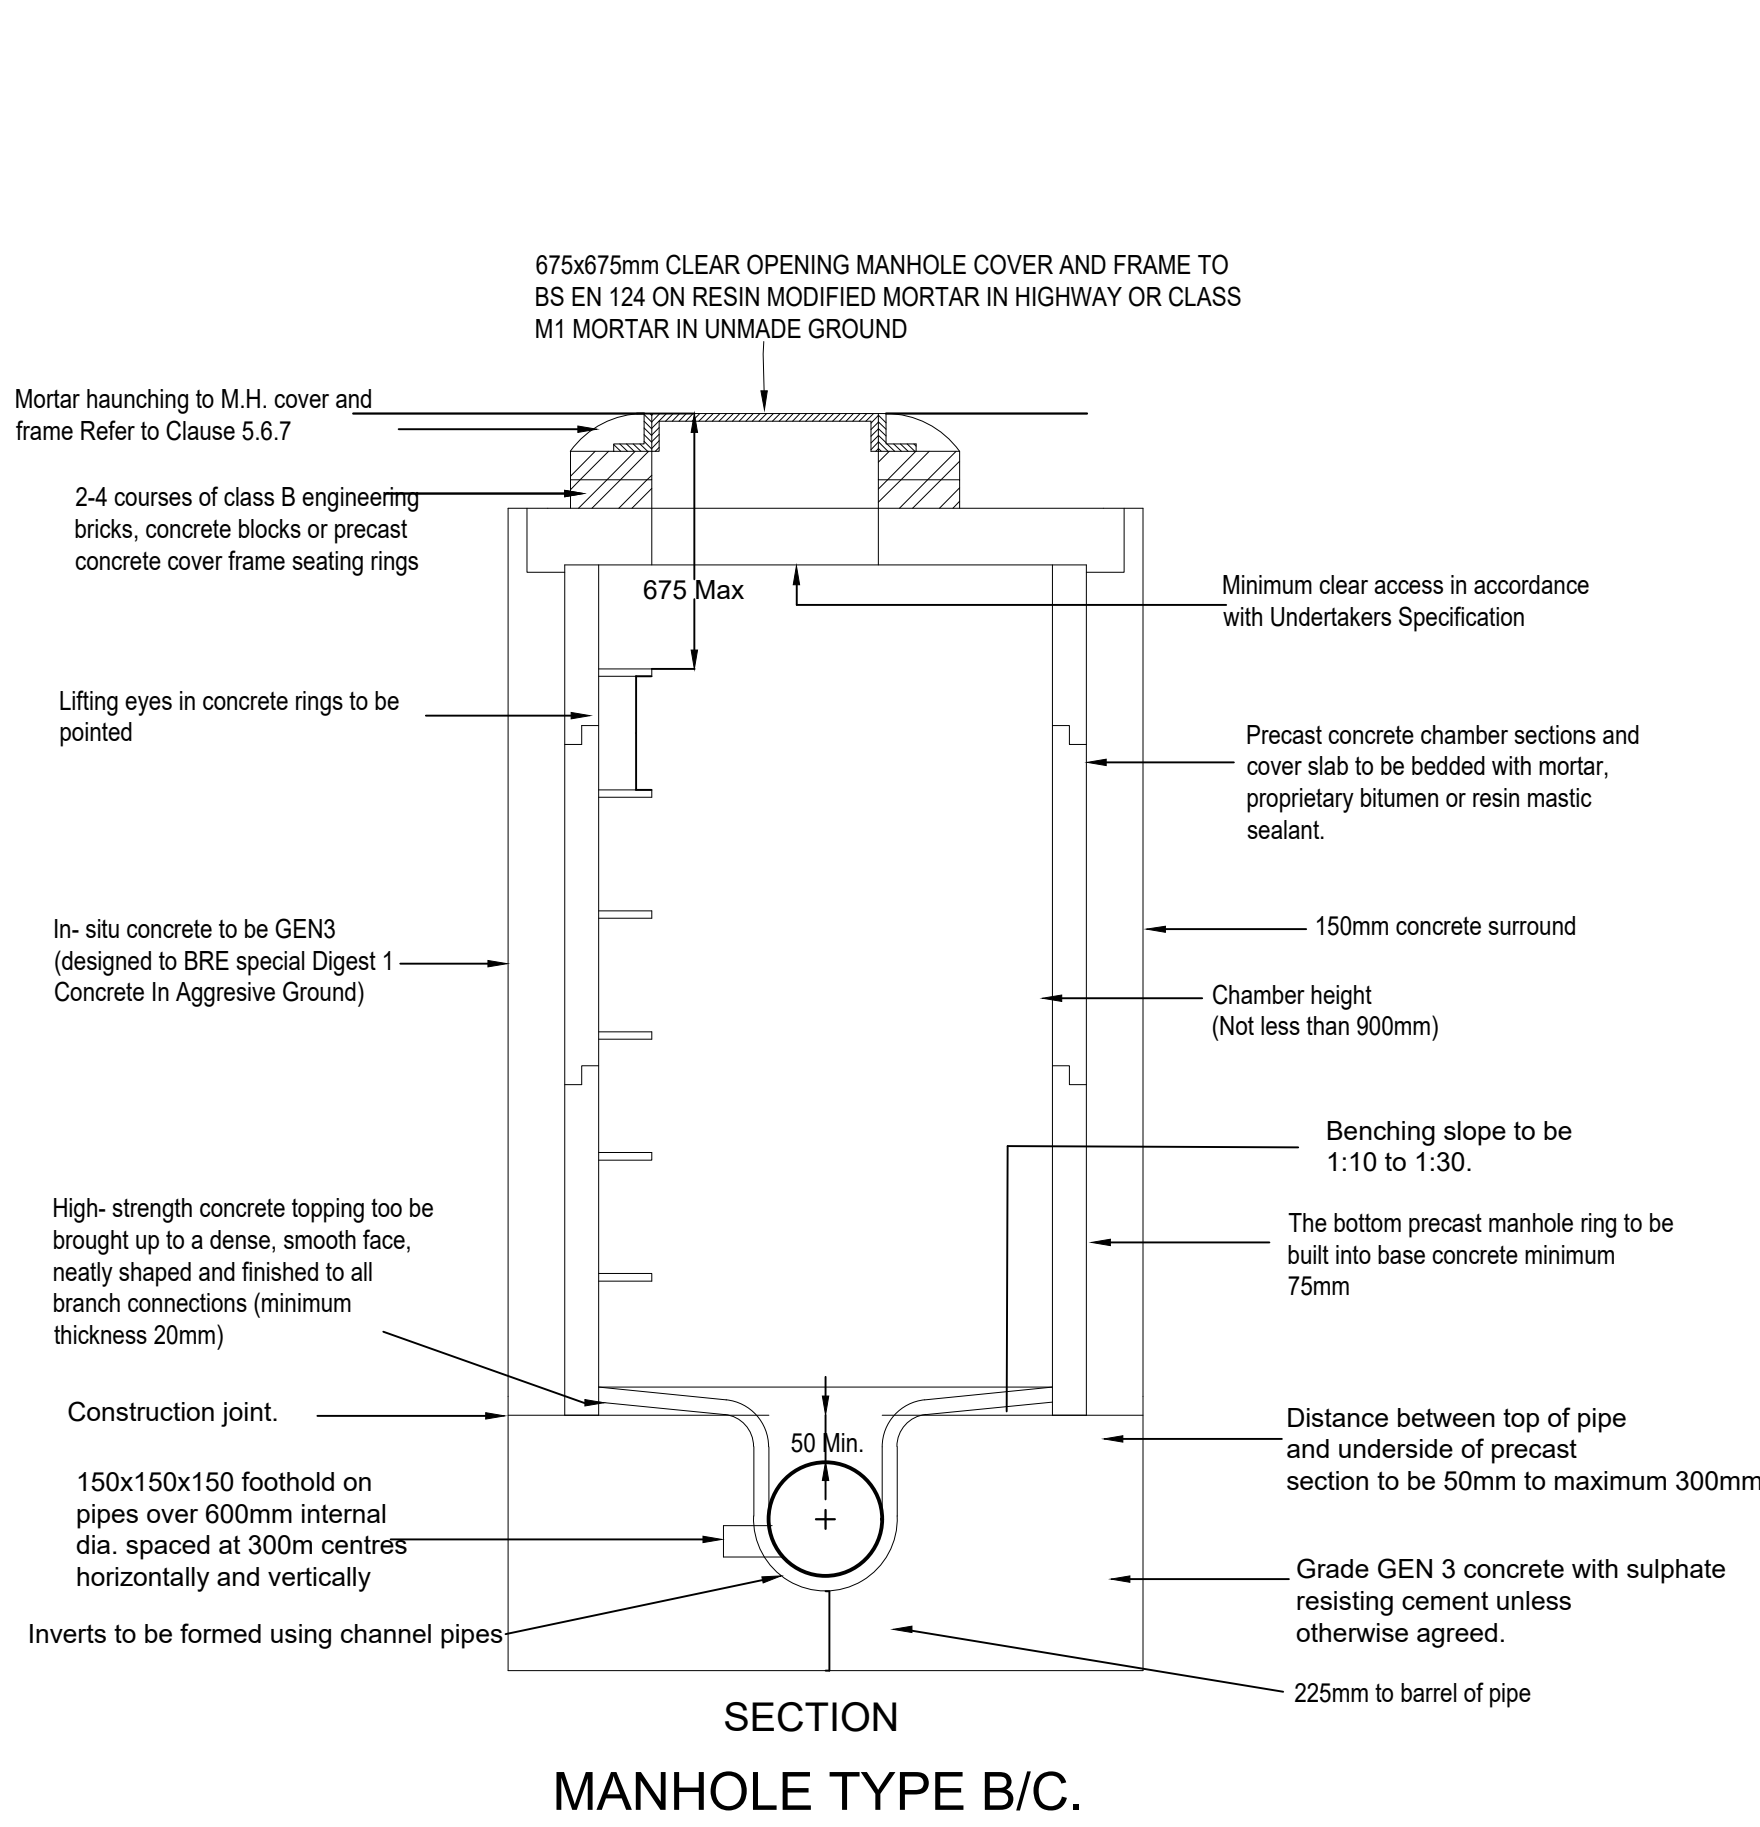 675x675mm CLEAR OPENING MANHOLE COVER AND FRAME TO
BS EN 124 ON RESIN MODIFIED MORTAR IN HIGHWAY OR CLASS
M1 MORTAR IN UNMADE GROUND
Mortar haunching to M.H. cover and
frame Refer to Clause 5.6.7
2-4 courses of class B engineering
bricks, concrete blocks or precast
concrete cover frame seating rings
675 Max
Minimum clear access in accordance
with Undertakers Specification
Lifting eyes in concrete rings to be
pointed
Precast concrete chamber sections and
cover slab to be bedded with mortar,
proprietary bitumen or resin mastic
sealant.
In- situ concrete to be GEN3
(designed to BRE special Digest 1
Concrete In Aggresive Ground)
150mm concrete surround
Chamber height
(Not less than 900mm)
Benching slope to be
1:10 to 1:30.
High- strength concrete topping too be
brought up to a dense, smooth face,
neatly shaped and finished to all
branch connections (minimum
thickness 20mm)
The bottom precast manhole ring to be
built into base concrete minimum
75mm
Construction joint.
50 Min.
Distance between top of pipe
and underside of precast
section to be 50mm to maximum 300mm
150x150x150 foothold on
pipes over 600mm internal
dia. spaced at 300m centres
horizontally and vertically
Grade GEN 3 concrete with sulphate
resisting cement unless
otherwise agreed.
Inverts to be formed using channel pipes
225mm to barrel of pipe
SECTION
MANHOLE TYPE B/C.